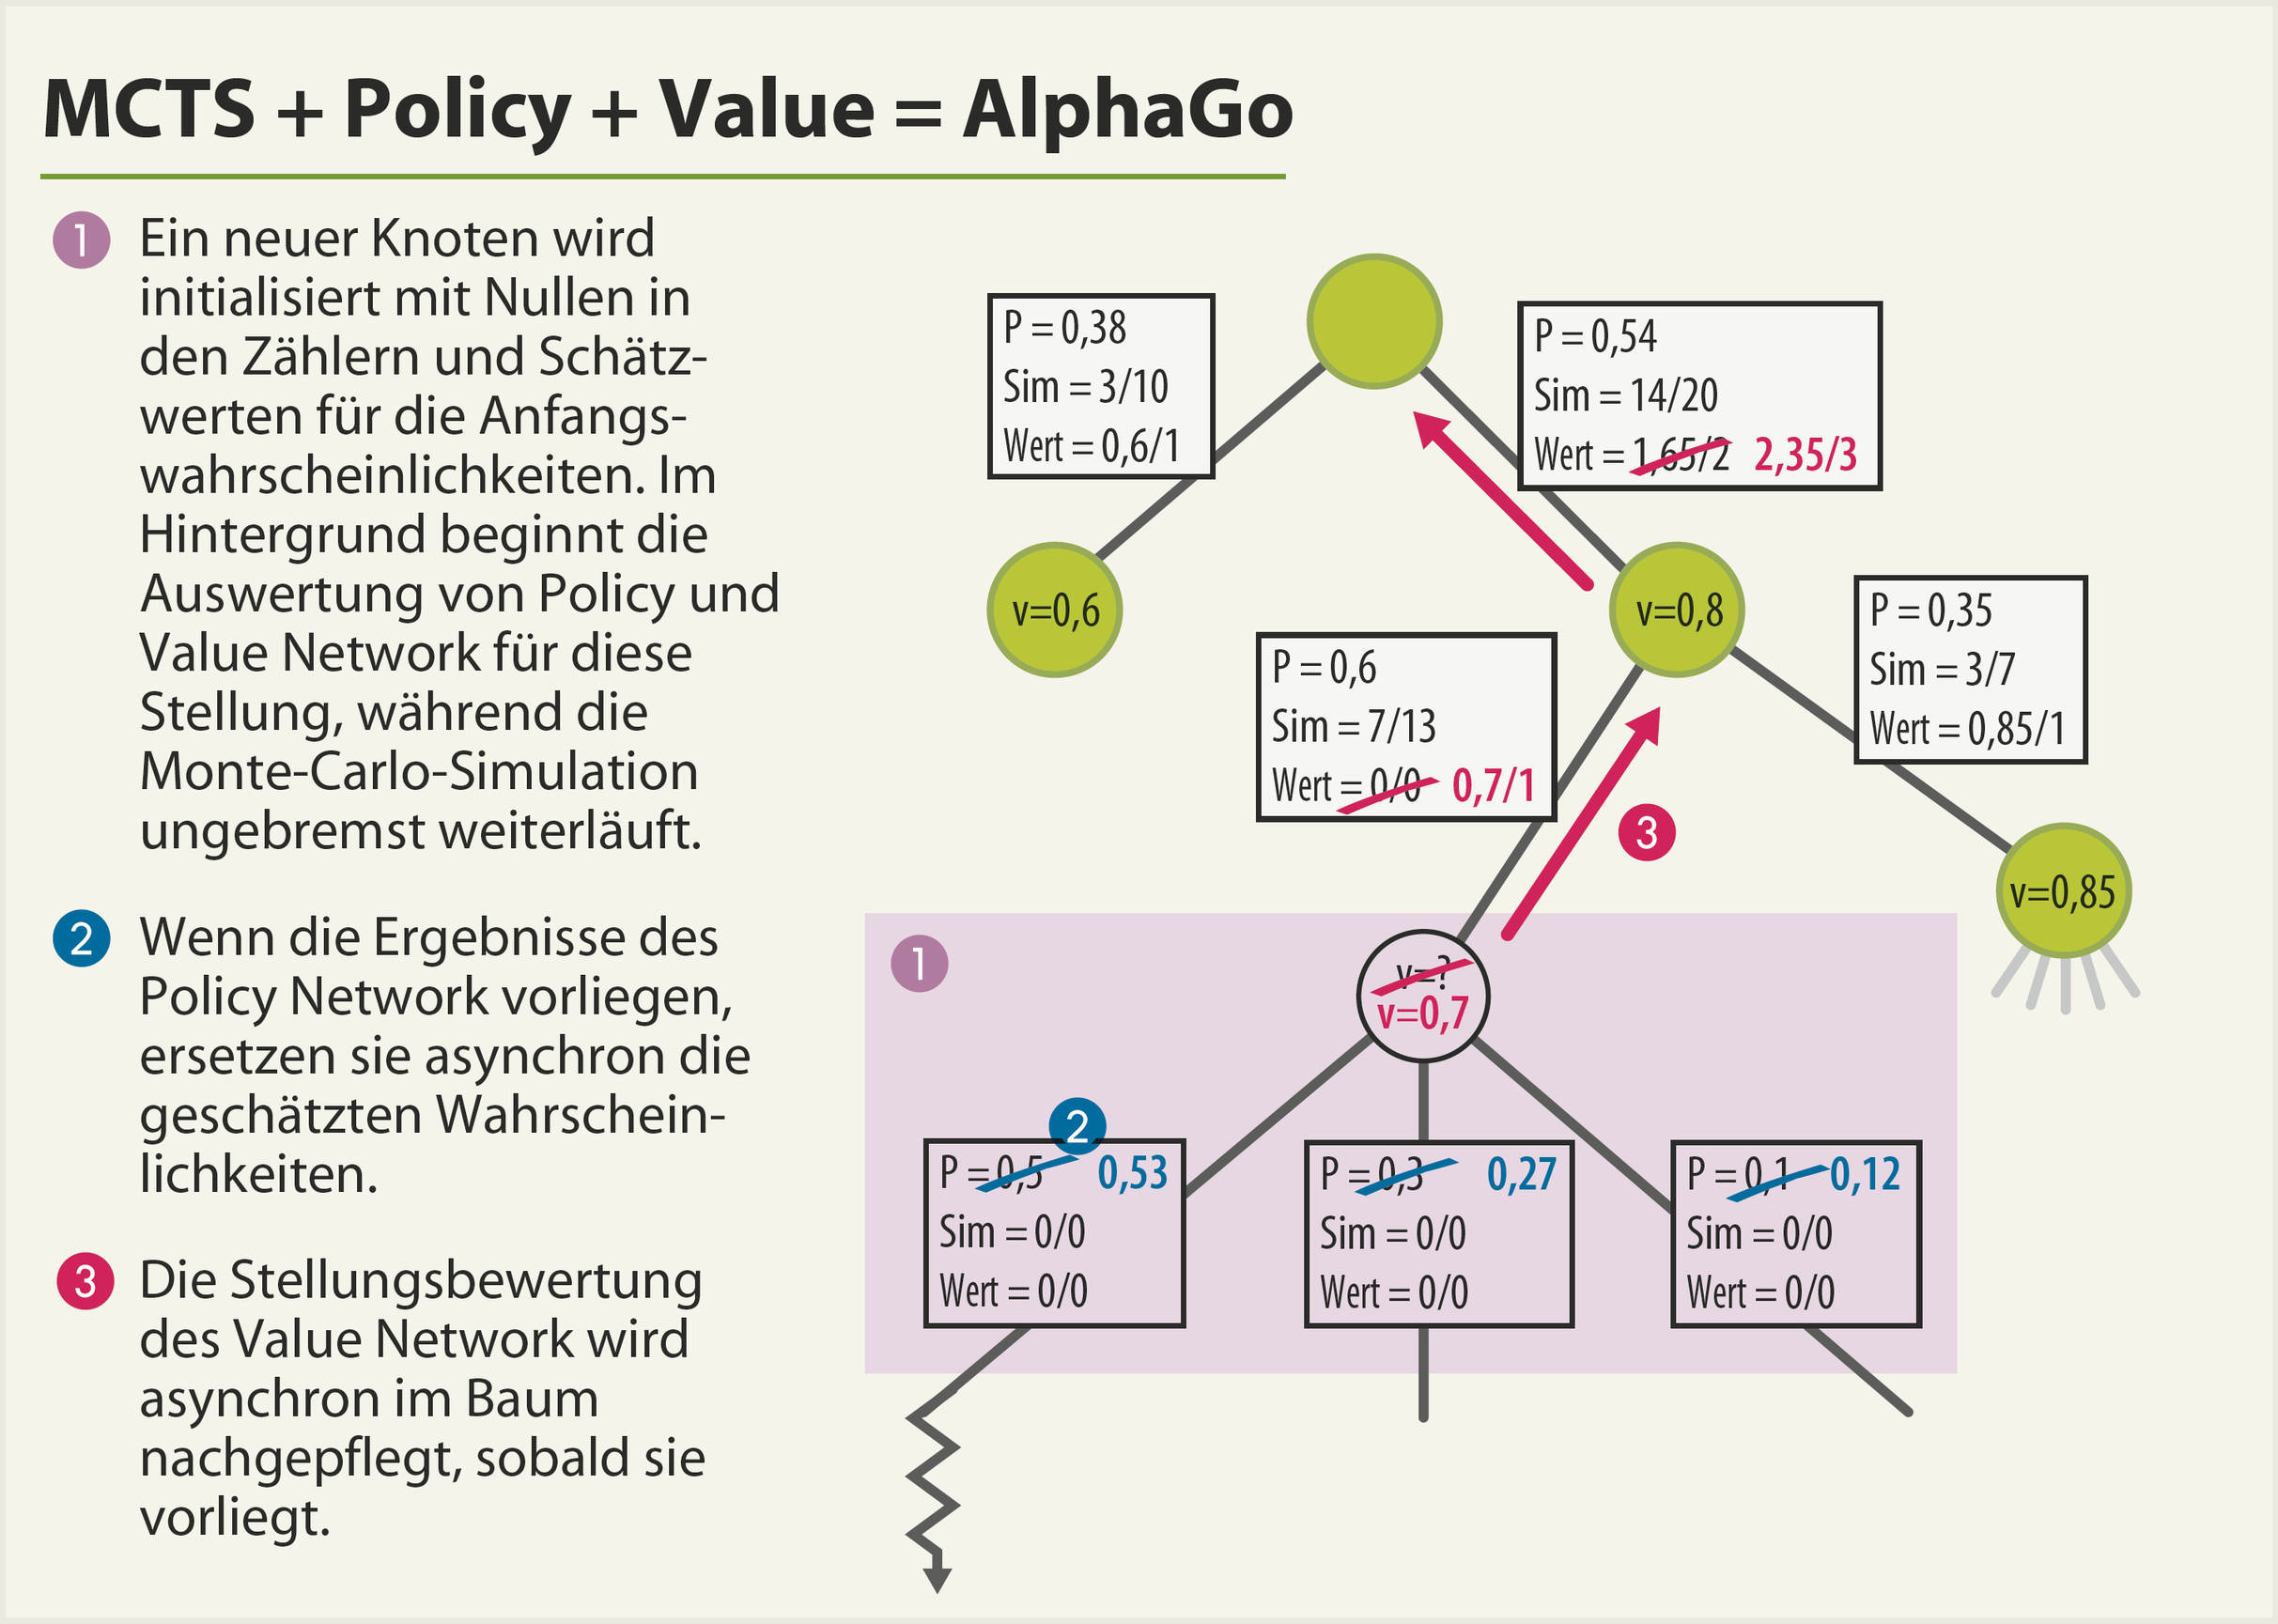 MCTS + Policy + Value = AlphaGo
1 Ein neuer Knoten wird
initialisiert mit Nullen in
den Zählern und Schätz-
werten für die Anfangs-
wahrscheinlichkeiten. Im
Hintergrund beginnt die
Auswertung von Policy und
Value Network für diese
Stellung, während die
Monte-Carlo-Simulation
ungebremst weiterläuft.
2 Wenn die Ergebnisse des
Policy Network vorliegen,
ersetzen sie asynchron die
geschätzten Wahrschein-
lichkeiten.
3 Die Stellungsbewertung
des Value Network wird
asynchron im Baum
nachgepflegt, sobald sie
vorliegt.
P = 0,38
Sim = 3/10
Wert = 0,6/1
P = 0,54
Sim = 14/20
Wert = 1,65/2 2,35/3
v=0,6
v=0,8
P = 0,6
Sim = 7/13
Wert = 0/0 0,7/1
P = 0,35
Sim = 3/7
Wert = 0,85/1
3
v=0,85
1
v=?
v=0,7
2
P = 0,5 0,53
Sim = 0/0
Wert = 0/0
P = 0,3 0,27
Sim = 0/0
Wert = 0/0
P = 0,1 0,12
Sim = 0/0
Wert = 0/0